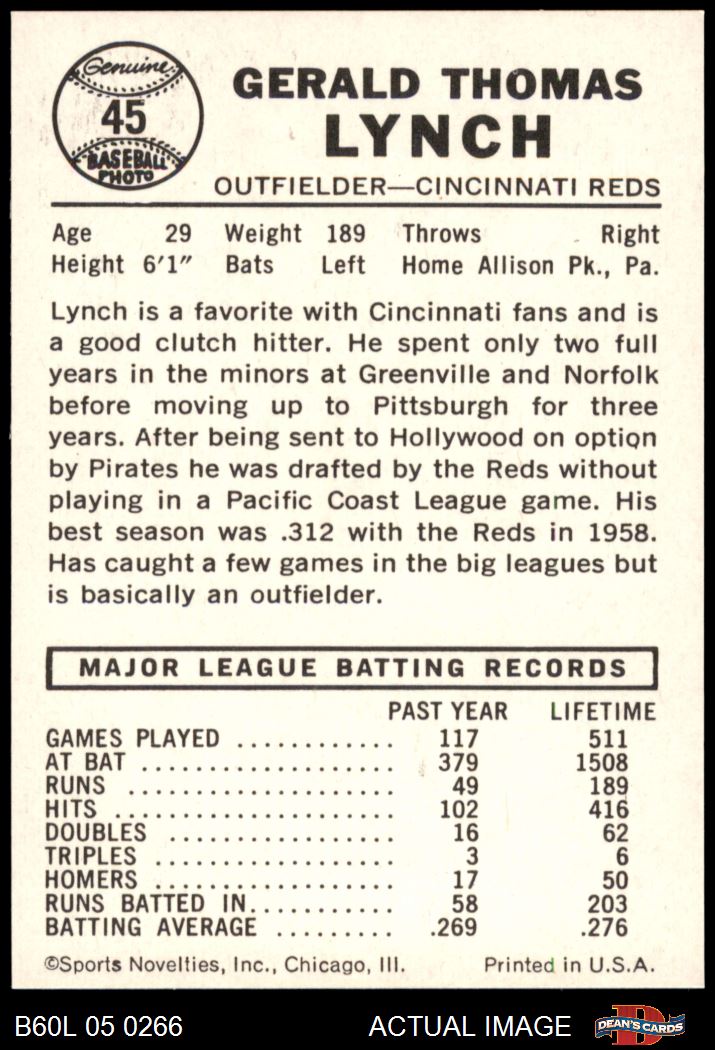 Genuine
45
BASEBALL
PHOTO
GERALD THOMAS
LYNCH
OUTFIELDER—CINCINNATI REDS
Age 29 Weight 189 Throws Right
Height 6'1" Bats Left Home Allison Pk., Pa.
Lynch is a favorite with Cincinnati fans and is
a good clutch hitter. He spent only two full
years in the minors at Greenville and Norfolk
before moving up to Pittsburgh for three
years. After being sent to Hollywood on option
by Pirates he was drafted by the Reds without
playing in a Pacific Coast League game. His
best season was .312 with the Reds in 1958.
Has caught a few games in the big leagues but
is basically an outfielder.
MAJOR LEAGUE BATTING RECORDS
PAST YEAR LIFETIME
GAMES PLAYED ............ 117 511
AT BAT .................... 379 1508
RUNS ..................... 49 189
HITS ...................... 102 416
DOUBLES ................. 16 62
TRIPLES .................. 3 6
HOMERS .................. 17 50
RUNS BATTED IN........... 58 203
BATTING AVERAGE ......... .269 .276
©Sports Novelties, Inc., Chicago, Ill. Printed in U.S.A.
B60L 05 0266 ACTUAL IMAGE D DEAN'S CARDS